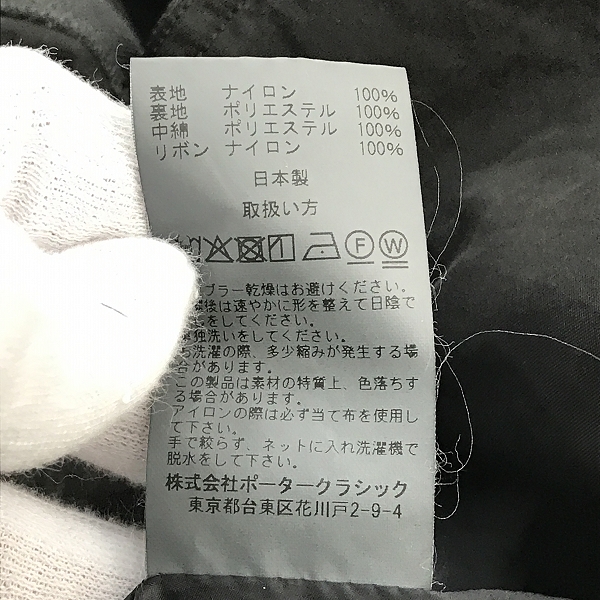 表地 ナイロン 100%
裏地 ポリエステル 100%
中綿 ポリエステル 100%
リボン ナイロン 100%
日本製
取扱い方
F W
ブラー乾燥はお避けください。
後は速やかに形を整えて日陰で
をしてください。
独洗いをしてください。
洗濯の際、多少縮みが発生する場
合があります。
この製品は素材の特質上、色落ちす
る場合があります。
アイロンの際は必ず当て布を使用し
て下さい。
手で絞らず、ネットに入れ洗濯機で
脱水をして下さい。
株式会社ポータークラシック
東京都台東区花川戸2-9-4